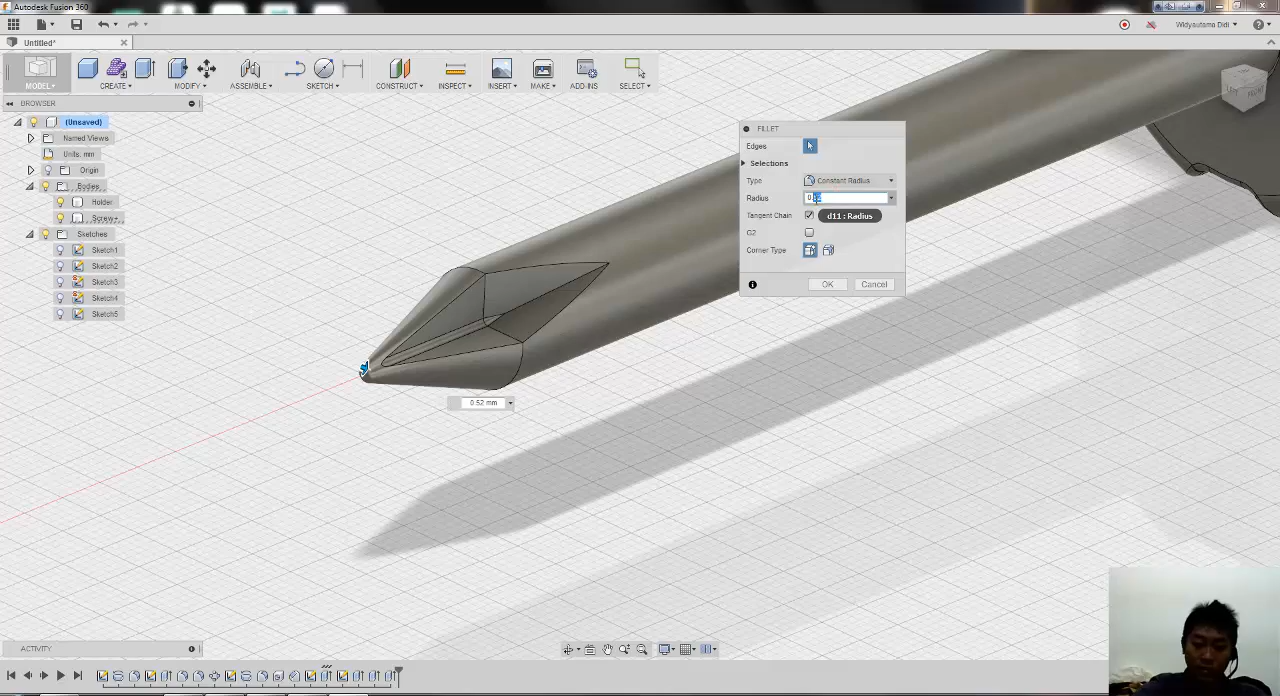 Autodesk Fusion 360
Widyautama Didi
Untitled*
MODEL
CREATE
MODIFY
ASSEMBLE
SKETCH
CONSTRUCT
INSPECT
INSERT
MAKE
ADD-INS
SELECT
BROWSER
(Unsaved)
Named Views
Units: mm
Origin
Bodies
Holder
Screw+
Sketches
Sketch1
Sketch2
Sketch3
Sketch4
Sketch5
FILLET
Edges
Selections
Type Constant Radius
Radius 0.52
Tangent Chain d11 : Radius
G2
Corner Type
OK Cancel
0.52 mm
ACTIVITY